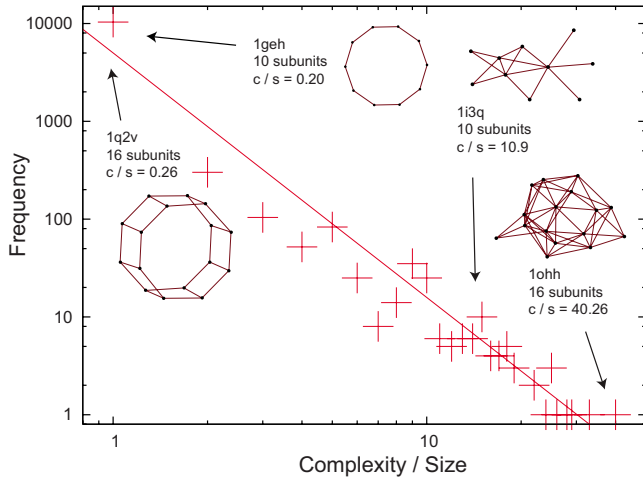 10000
1000
100
10
1
1
10
Frequency
Complexity / Size
1geh
10 subunits
c / s = 0.20
1i3q
10 subunits
c / s = 10.9
1q2v
16 subunits
c / s = 0.26
1ohh
16 subunits
c / s = 40.26